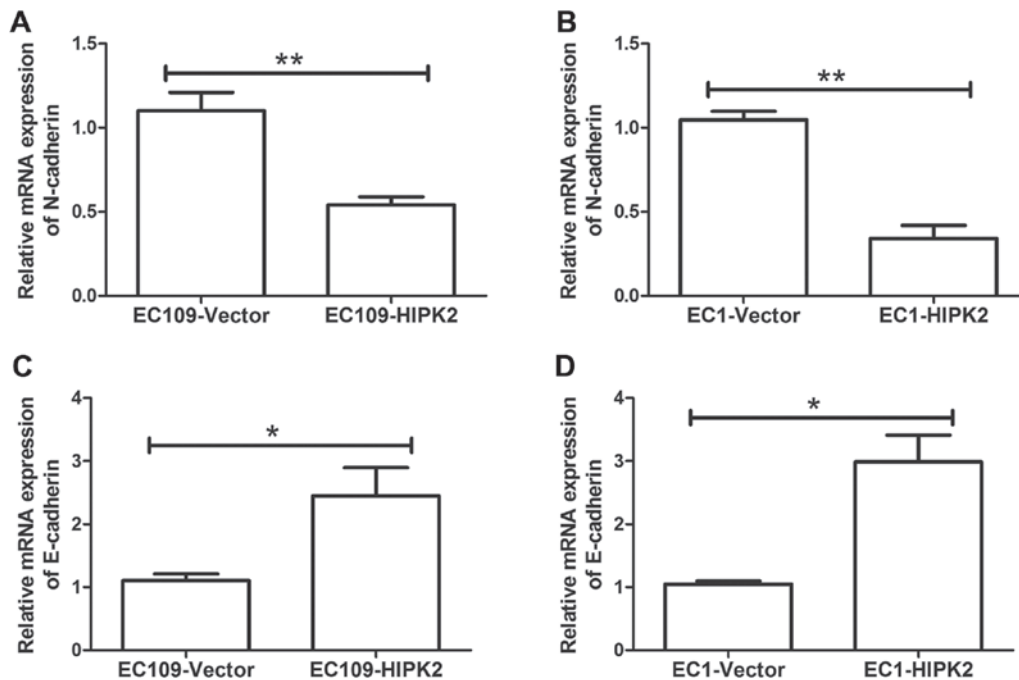 A
Relative mRNA expression
of N-cadherin
1.5
1.0
0.5
0.0
**
EC109-Vector EC109-HIPK2
B
Relative mRNA expression
of N-cadherin
1.5
1.0
0.5
0.0
**
EC1-Vector EC1-HIPK2
C
Relative mRNA expression
of E-cadherin
4
3
2
1
0
*
EC109-Vector EC109-HIPK2
D
Relative mRNA expression
of E-cadherin
4
3
2
1
0
*
EC1-Vector EC1-HIPK2